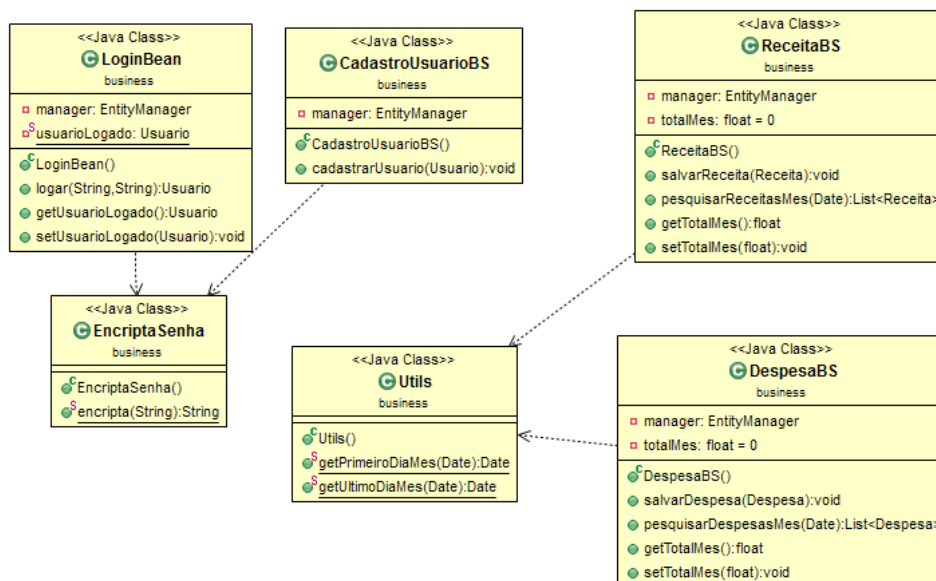 <<Java Class>>
LoginBean
business
manager: EntityManager
usuarioLogado: Usuario
LoginBean()
logar(String,String):Usuario
getUsuarioLogado():Usuario
setUsuarioLogado(Usuario):void
<<Java Class>>
CadastroUsuarioBS
business
manager: EntityManager
CadastroUsuarioBS()
cadastrarUsuario(Usuario):void
<<Java Class>>
ReceitaBS
business
manager: EntityManager
totalMes: float = 0
ReceitaBS()
salvarReceita(Receita):void
pesquisarReceitasMes(Date):List<Receita>
getTotalMes():float
setTotalMes(float):void
<<Java Class>>
EncriptaSenha
business
EncriptaSenha()
encripta(String):String
<<Java Class>>
Utils
business
Utils()
getPrimeiroDiaMes(Date):Date
getUltimoDiaMes(Date):Date
<<Java Class>>
DespesaBS
business
manager: EntityManager
totalMes: float = 0
DespesaBS()
salvarDespesa(Despesa):void
pesquisarDespesasMes(Date):List<Despesa>
getTotalMes():float
setTotalMes(float):void